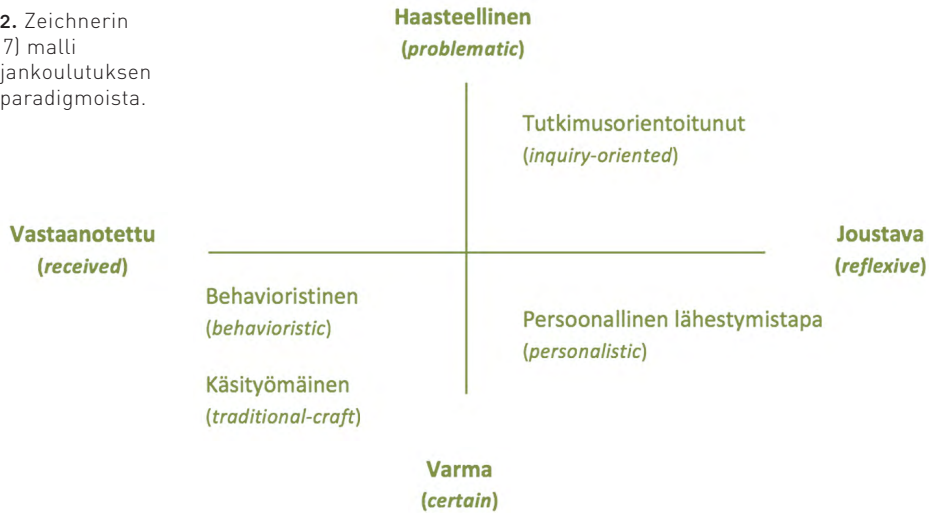 2. Zeichnerin
7) malli
jankoulutuksen
paradigmoista.
Haasteellinen
(problematic)
Tutkimusorientoitunut
(inquiry-oriented)
Vastaanotettu
(received)
Joustava
(reflexive)
Behavioristinen
(behavioristic)
Persoonallinen lähestymistapa
(personalistic)
Käsityömäinen
(traditional-craft)
Varma
(certain)